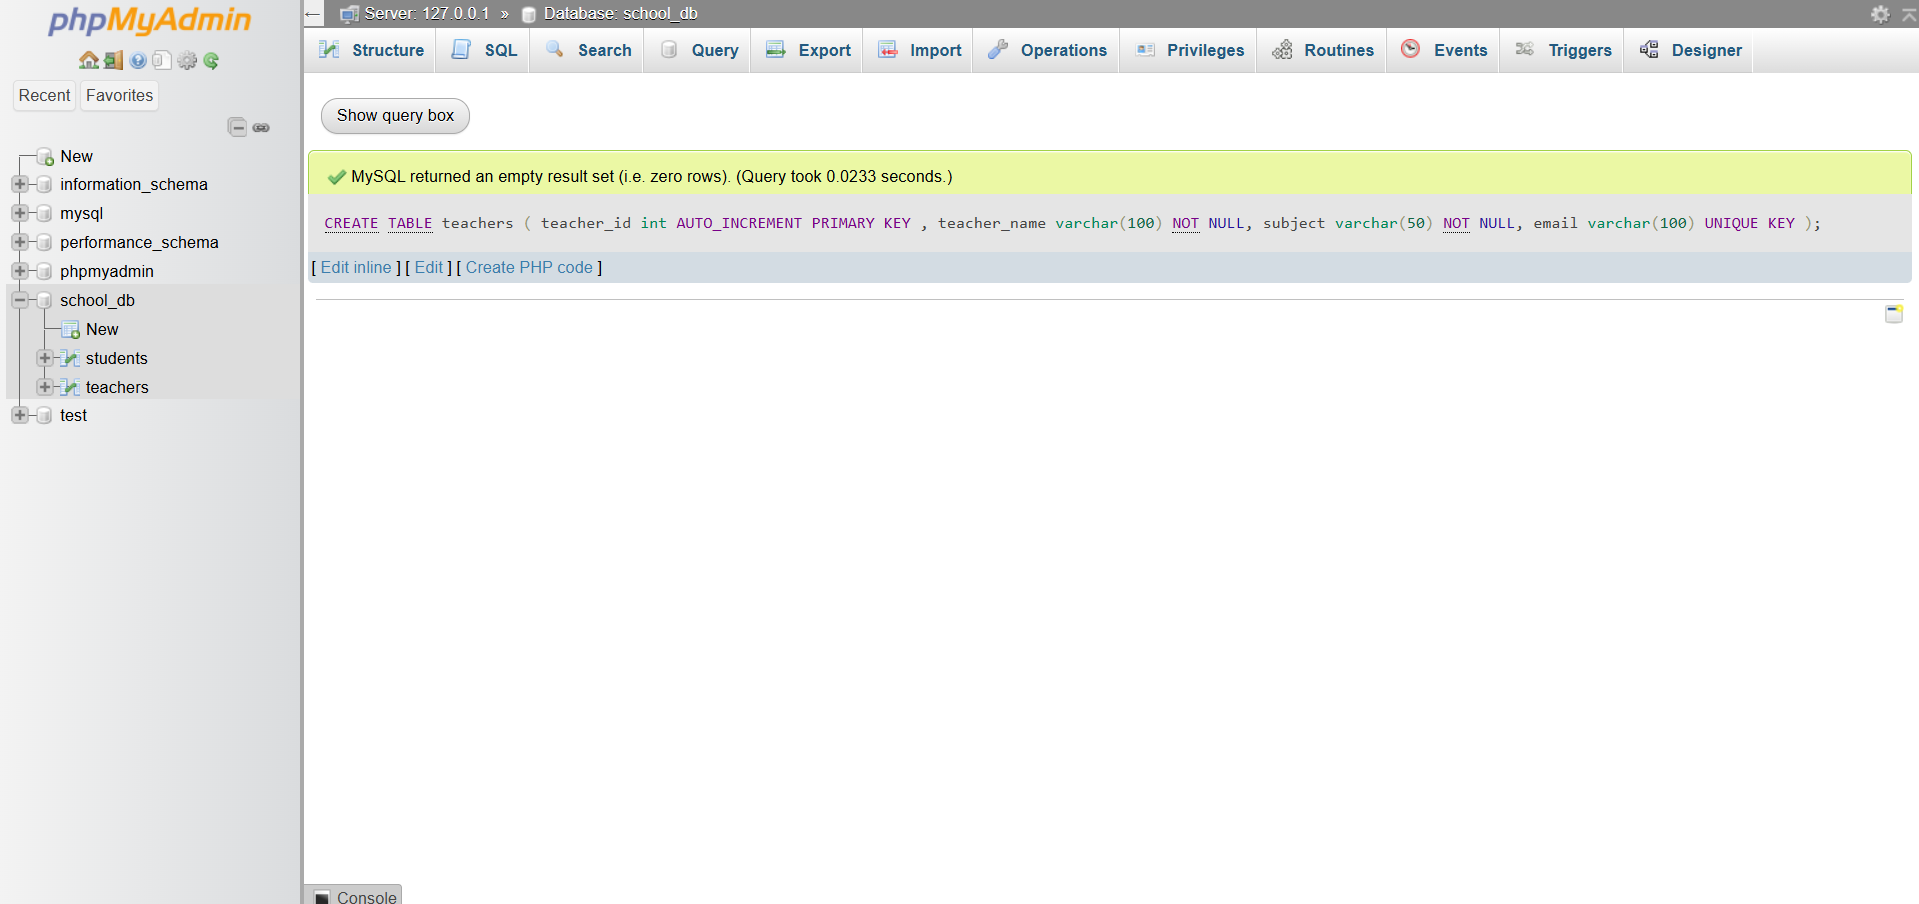 phpMyAdmin
Recent Favorites
New
information_schema
mysql
performance_schema
phpmyadmin
school_db
New
students
teachers
test
Server: 127.0.0.1 » Database: school_db
Structure SQL Search Query Export Import Operations Privileges Routines Events Triggers Designer
Show query box
MySQL returned an empty result set (i.e. zero rows). (Query took 0.0233 seconds.)
CREATE TABLE teachers ( teacher_id int AUTO_INCREMENT PRIMARY KEY , teacher_name varchar(100) NOT NULL, subject varchar(50) NOT NULL, email varchar(100) UNIQUE KEY );
[ Edit inline ] [ Edit ] [ Create PHP code ]
Console